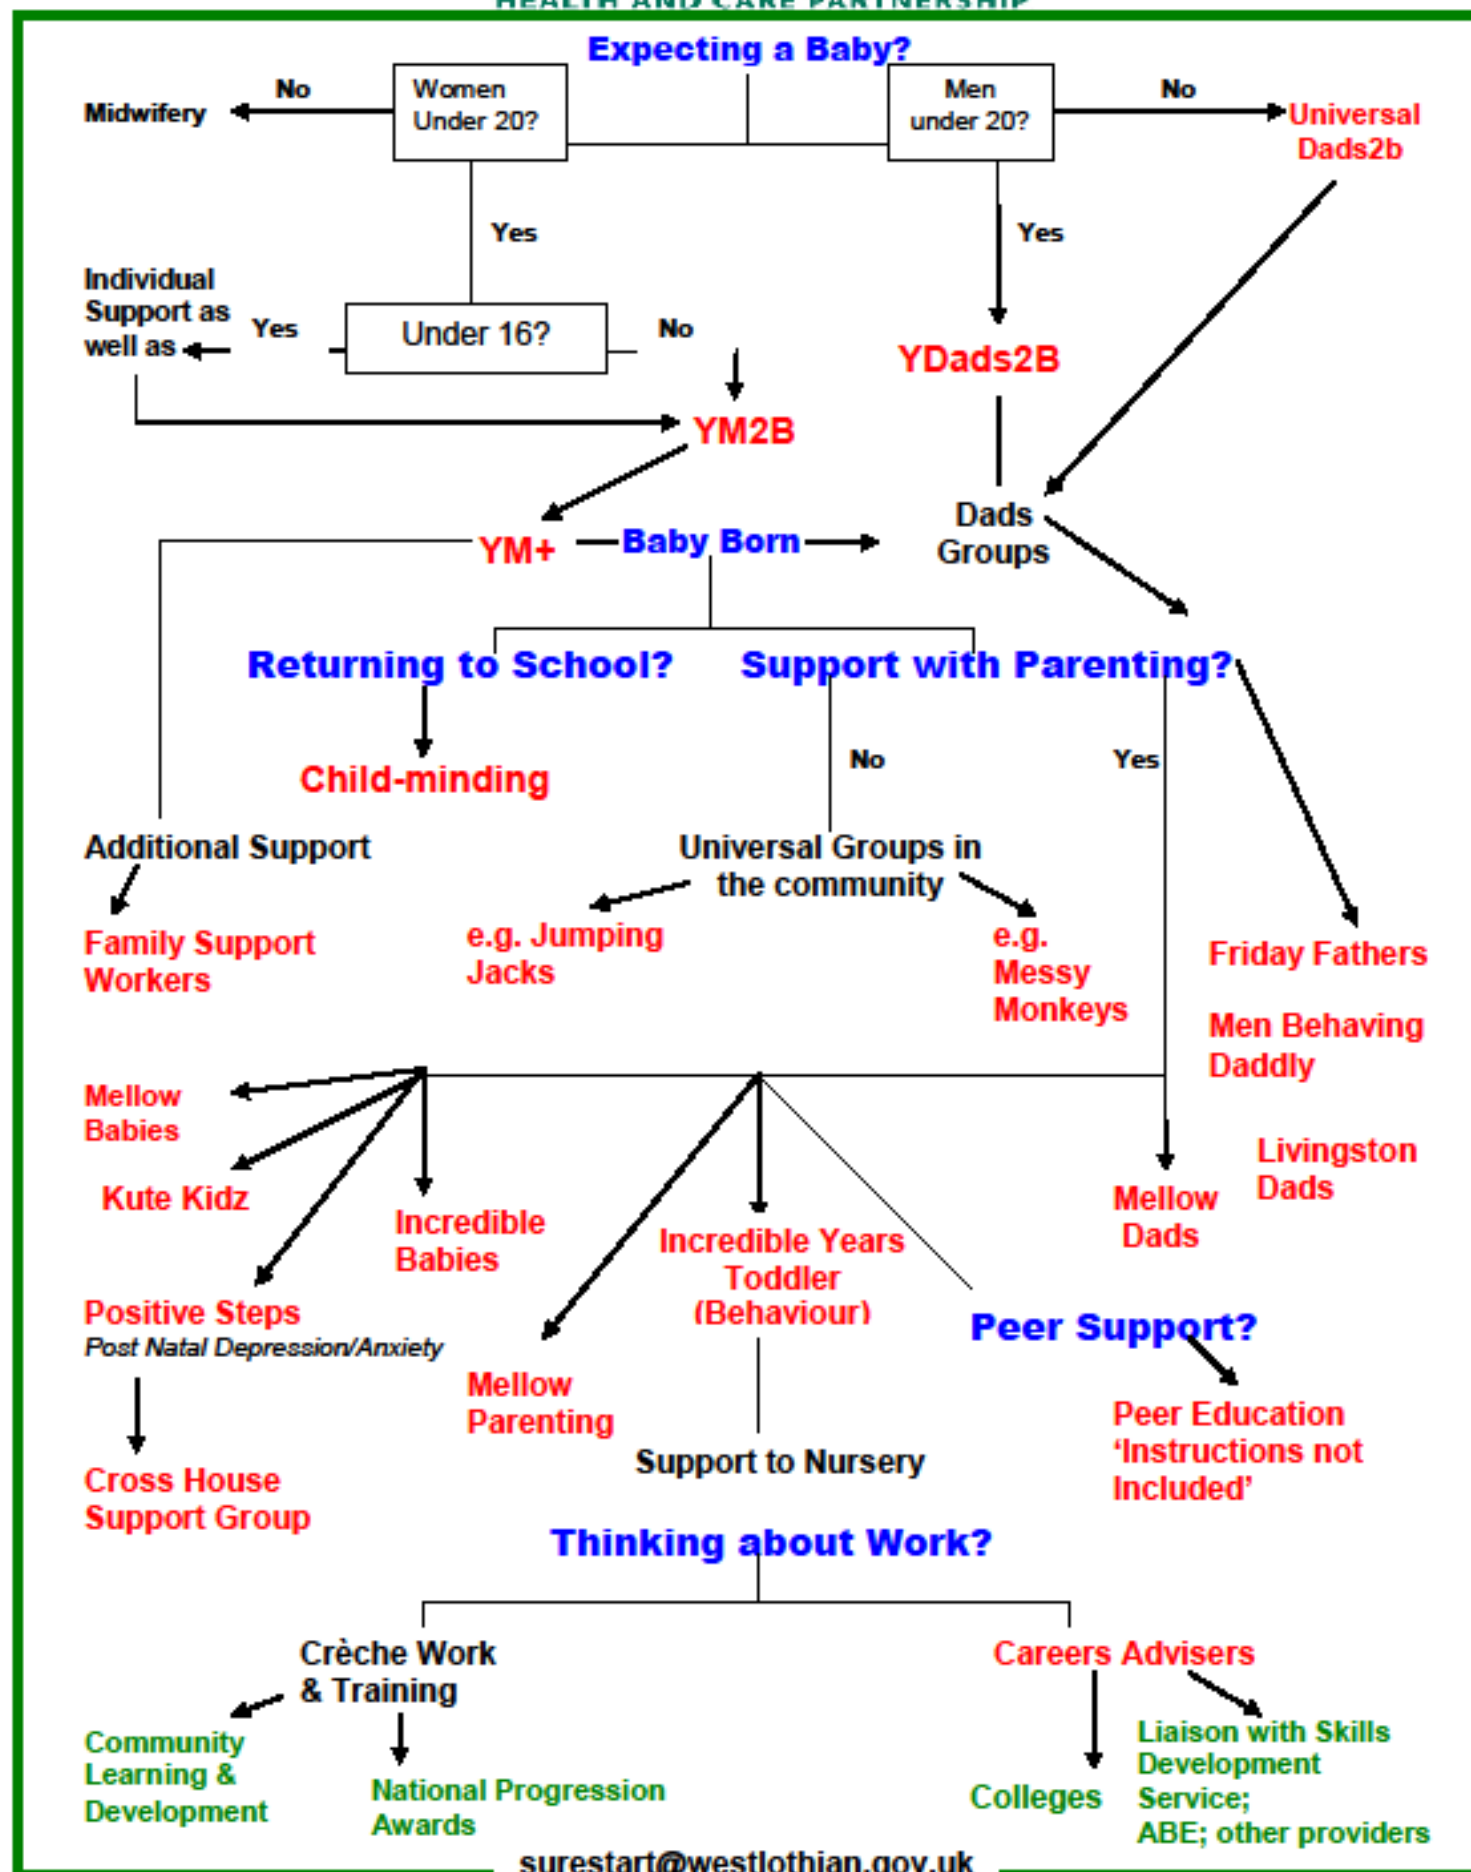 HEALTH AND CARE PARTNERSHIP
Expecting a Baby?
Midwifery
No
Women
Under 20?
Men
under 20?
No
Universal
Dads2b
Yes
Yes
Individual
Support as
well as
Yes
Under 16?
No
YDads2B
YM2B
Dads
Groups
YM+
Baby Born
Returning to School?
Support with Parenting?
No
Yes
Child-minding
Additional Support
Universal Groups in
the community
Family Support
Workers
e.g. Jumping
Jacks
e.g.
Messy
Monkeys
Friday Fathers
Men Behaving
Daddly
Livingston
Dads
Mellow
Babies
Kute Kidz
Incredible
Babies
Incredible Years
Toddler
(Behaviour)
Mellow
Dads
Positive Steps
Post Natal Depression/Anxiety
Peer Support?
Mellow
Parenting
Peer Education
‘Instructions not
Included’
Support to Nursery
Cross House
Support Group
Thinking about Work?
Crèche Work
& Training
Careers Advisers
Community
Learning &
Development
National Progression
Awards
Colleges
Liaison with Skills
Development
Service;
ABE; other providers
surestart@westlothian.gov.uk